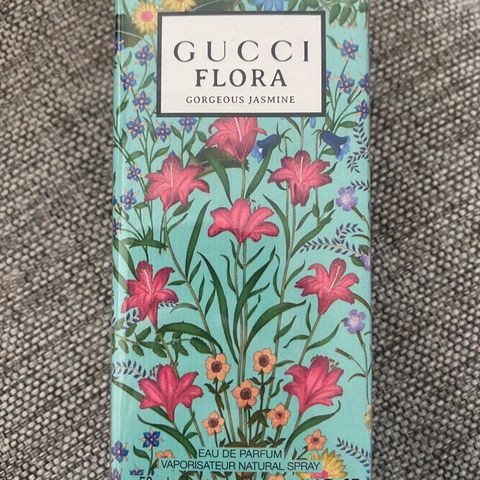 GUCCI
FLORA
GORGEOUS JASMINE
EAU DE PARFUM
VAPORISATEUR NATURAL SPRAY